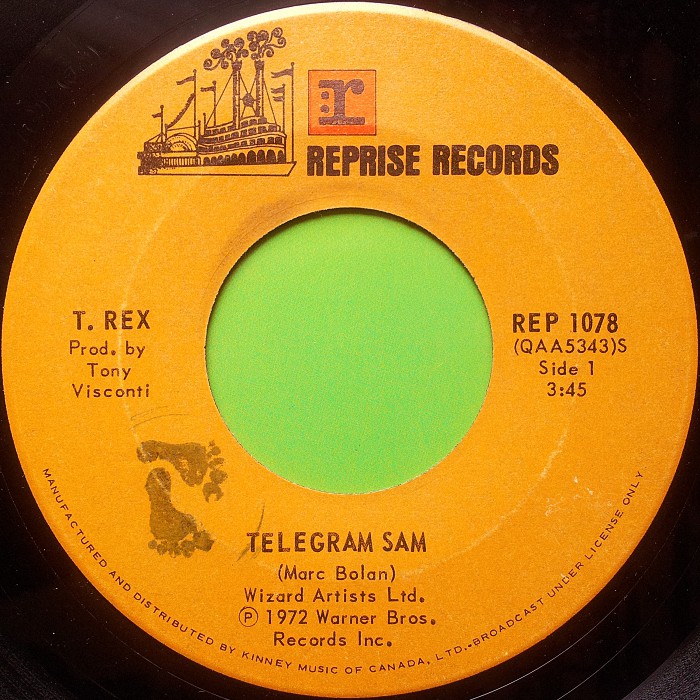 r:
REPRISE RECORDS
T. REX
Prod. by
Tony
Visconti
REP 1078
(QAA5343)S
Side 1
3:45
TELEGRAM SAM
(Marc Bolan)
Wizard Artists Ltd.
Ⓟ 1972 Warner Bros.
Records Inc.
MANUFACTURED AND DISTRIBUTED BY KINNEY MUSIC OF CANADA, LTD.•BROADCAST UNDER LICENSE ONLY